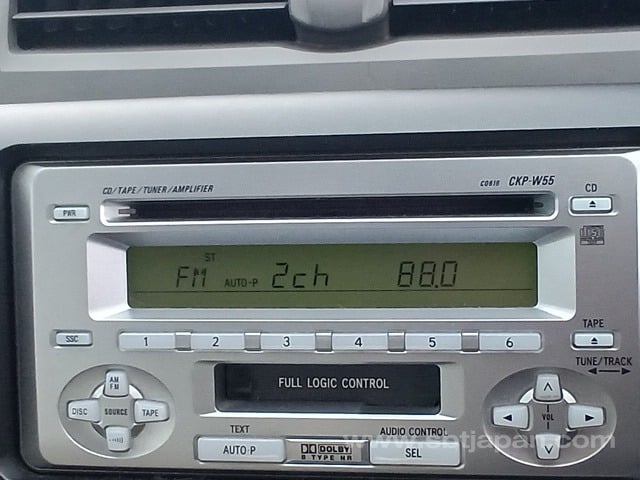 CD/TAPE/TUNER/AMPLIFIER
CD616 CKP-W55
PWR
CD
ST
FM AUTO-P 2ch 88.0
SSC
1 2 3 4 5 6
TAPE
TUNE/TRACK
FULL LOGIC CONTROL
AM
FM
DISC SOURCE TAPE
VOL
TEXT
AUDIO CONTROL
AUTO·P
DOLBY
B TYPE NR
SEL
www.sbtjapan.com